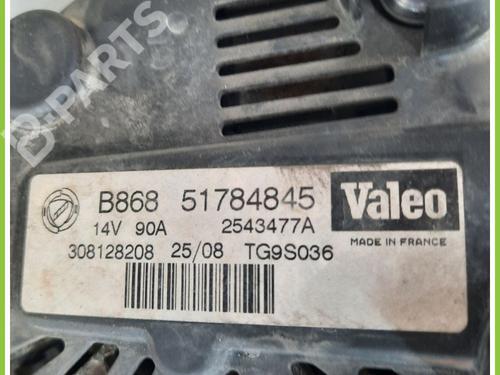 B-PARTS
B868 51784845
14V 90A 2543477A
308128208 25/08 TG9S036
Valeo
MADE IN FRANCE